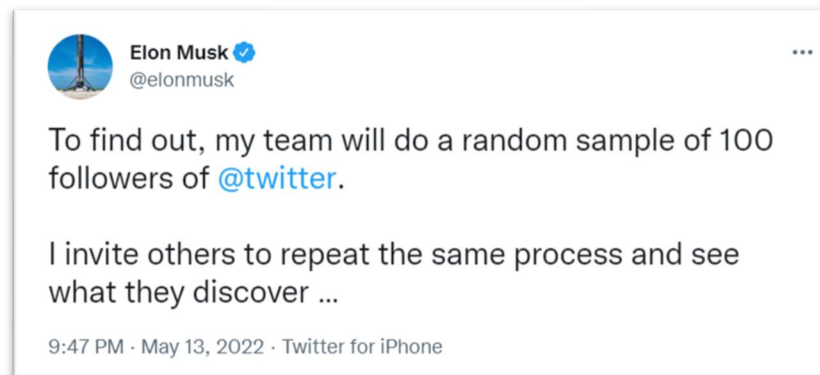 Elon Musk
@elonmusk
To find out, my team will do a random sample of 100
followers of @twitter.
I invite others to repeat the same process and see
what they discover ...
9:47 PM · May 13, 2022 · Twitter for iPhone